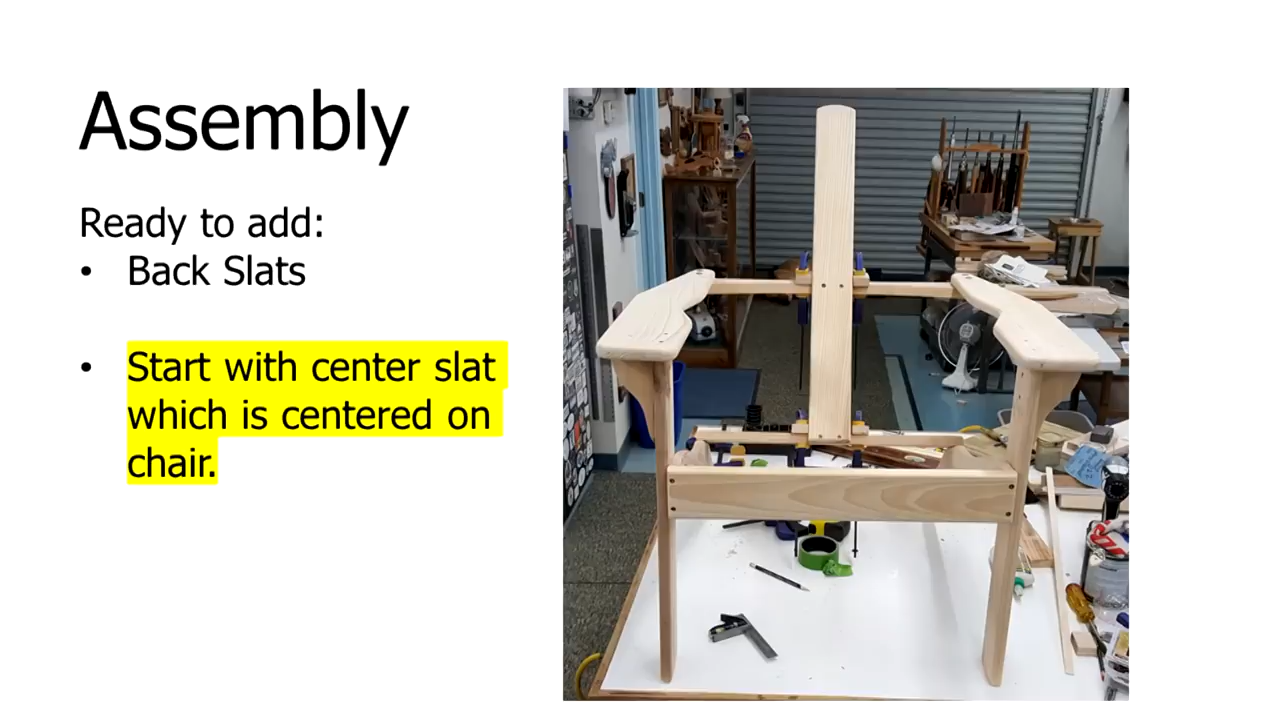 Assembly
Ready to add:
• Back Slats
• Start with center slat
which is centered on
chair.